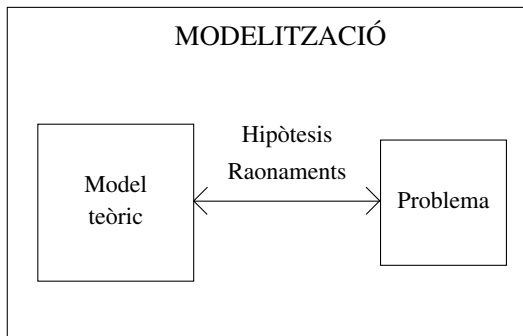 MODELITZACIÓ
Hipòtesis
Raonaments
Model
teòric
Problema